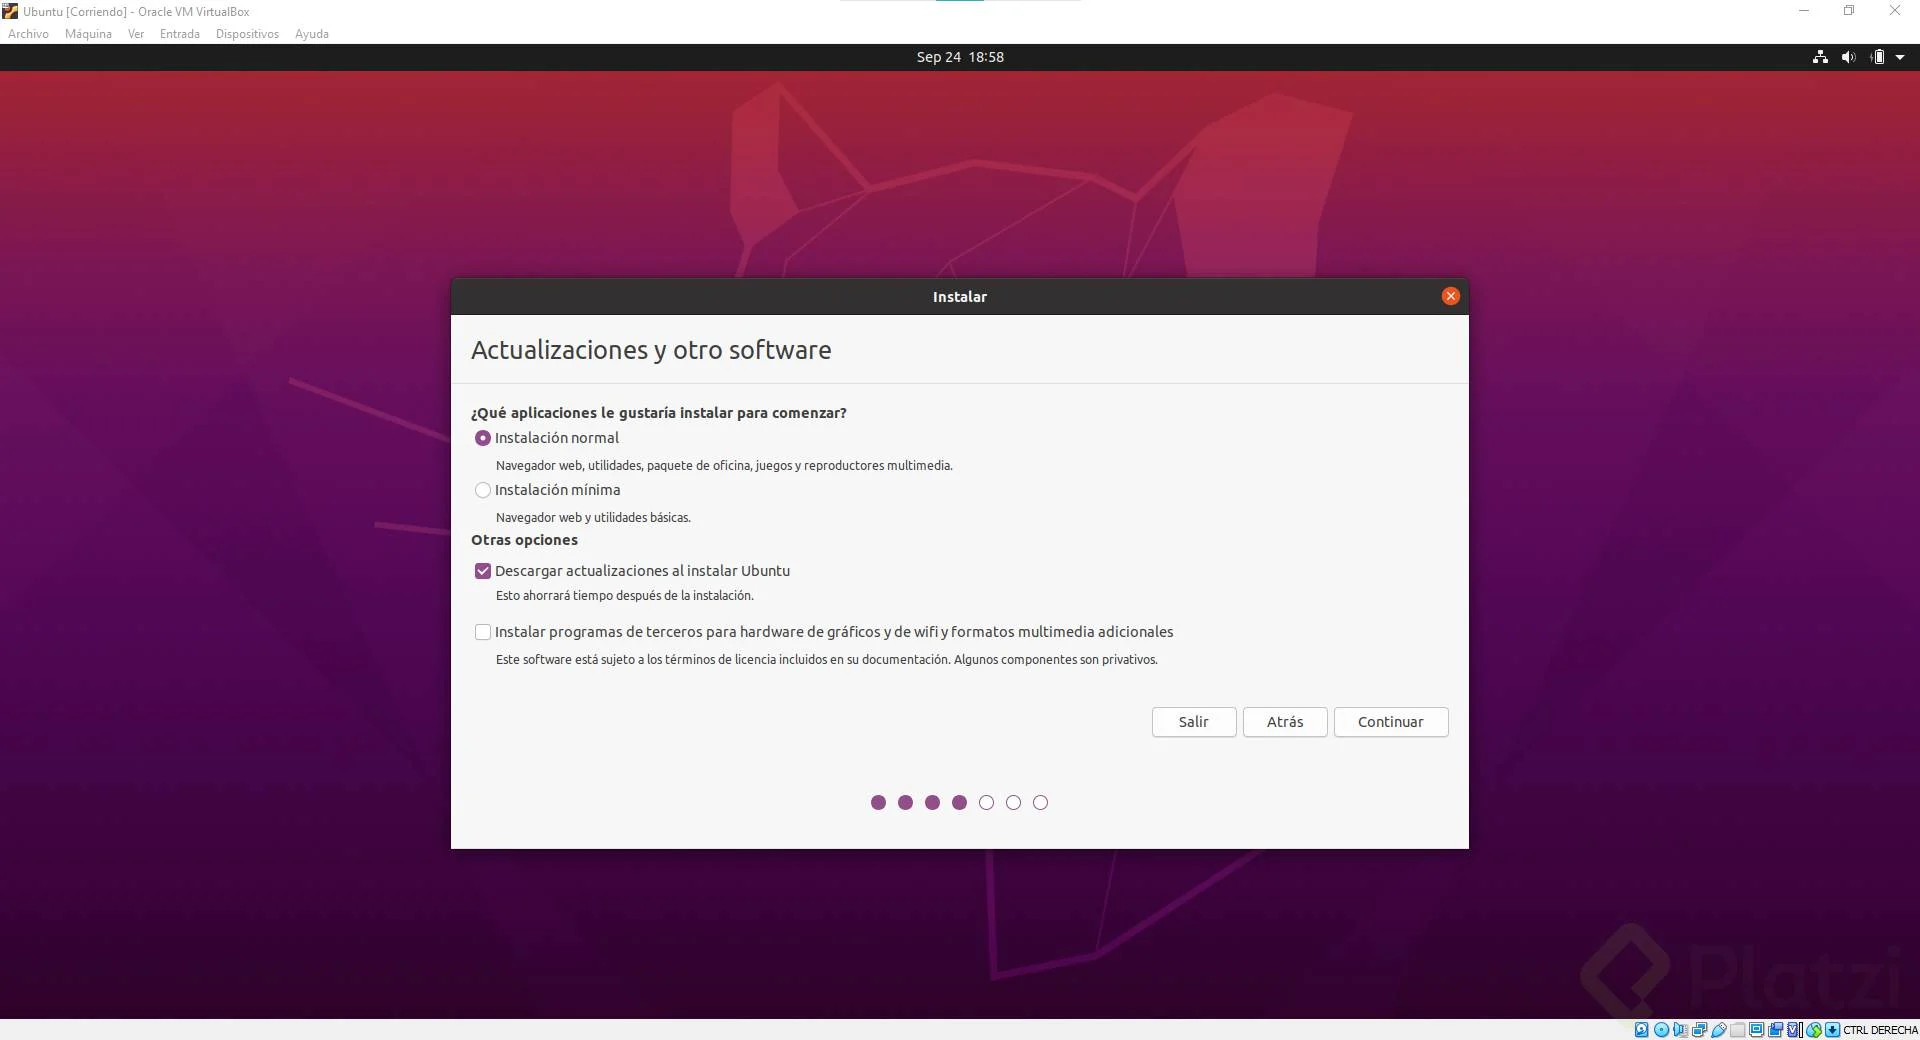 Ubuntu [Corriendo] - Oracle VM VirtualBox
Archivo Máquina Ver Entrada Dispositivos Ayuda
Sep 24 18:58
Instalar
Actualizaciones y otro software
¿Qué aplicaciones le gustaría instalar para comenzar?
Instalación normal
Navegador web, utilidades, paquete de oficina, juegos y reproductores multimedia.
Instalación mínima
Navegador web y utilidades básicas.
Otras opciones
Descargar actualizaciones al instalar Ubuntu
Esto ahorrará tiempo después de la instalación.
Instalar programas de terceros para hardware de gráficos y de wifi y formatos multimedia adicionales
Este software está sujeto a los términos de licencia incluidos en su documentación. Algunos componentes son privativos.
Salir Atrás Continuar
Platzi
CTRL DERECHA